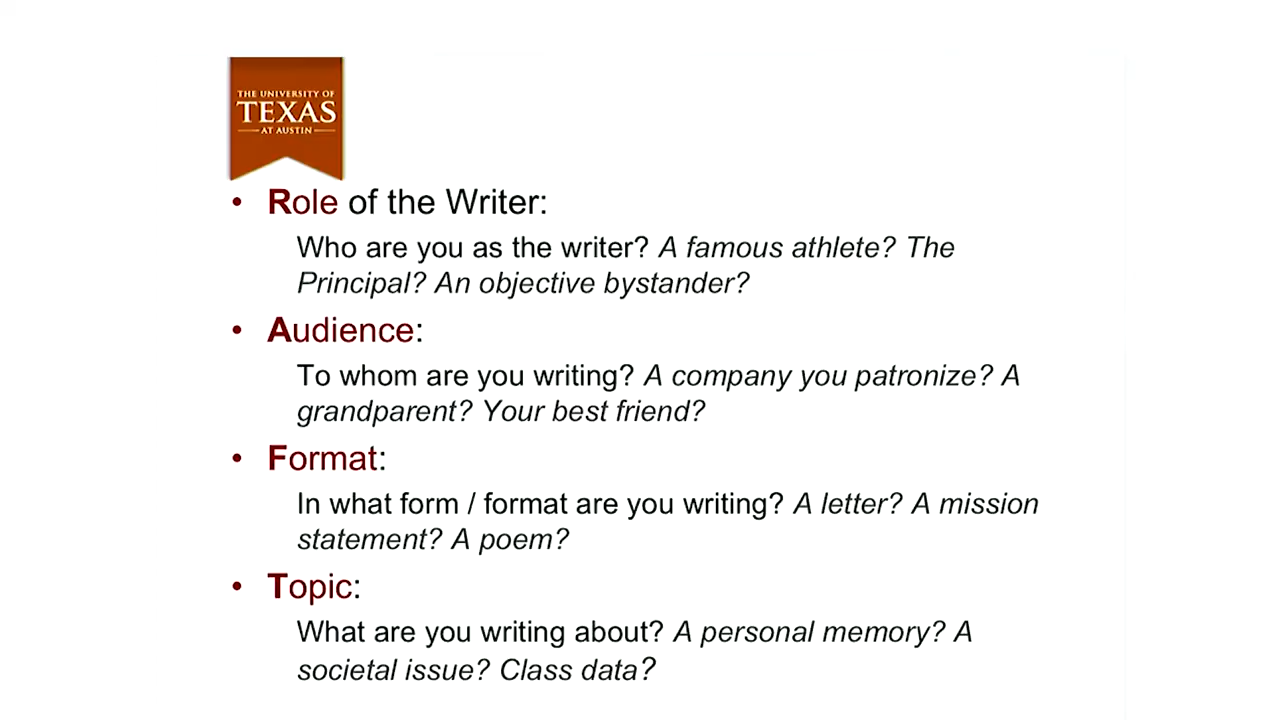 THE UNIVERSITY OF
TEXAS
AT AUSTIN
• Role of the Writer:
Who are you as the writer? A famous athlete? The
Principal? An objective bystander?
• Audience:
To whom are you writing? A company you patronize? A
grandparent? Your best friend?
• Format:
In what form / format are you writing? A letter? A mission
statement? A poem?
• Topic:
What are you writing about? A personal memory? A
societal issue? Class data?